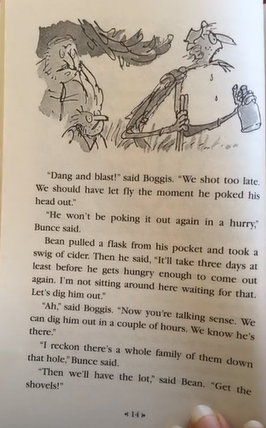 "Dang and blast!" said Boggis. "We shot too late.
We should have let fly the moment he poked his
head out."
"He won't be poking it out again in a hurry,"
Bunce said.
Bean pulled a flask from his pocket and took a
swig of cider. Then he said, "It'll take three days at
least before he gets hungry enough to come out
again. I'm not sitting around here waiting for that.
Let's dig him out."
"Ah," said Boggis. "Now you're talking sense. We
can dig him out in a couple of hours. We know he's
there."
"I reckon there's a whole family of them down
that hole," Bunce said.
"Then we'll have the lot," said Bean. "Get the
shovels!"
14